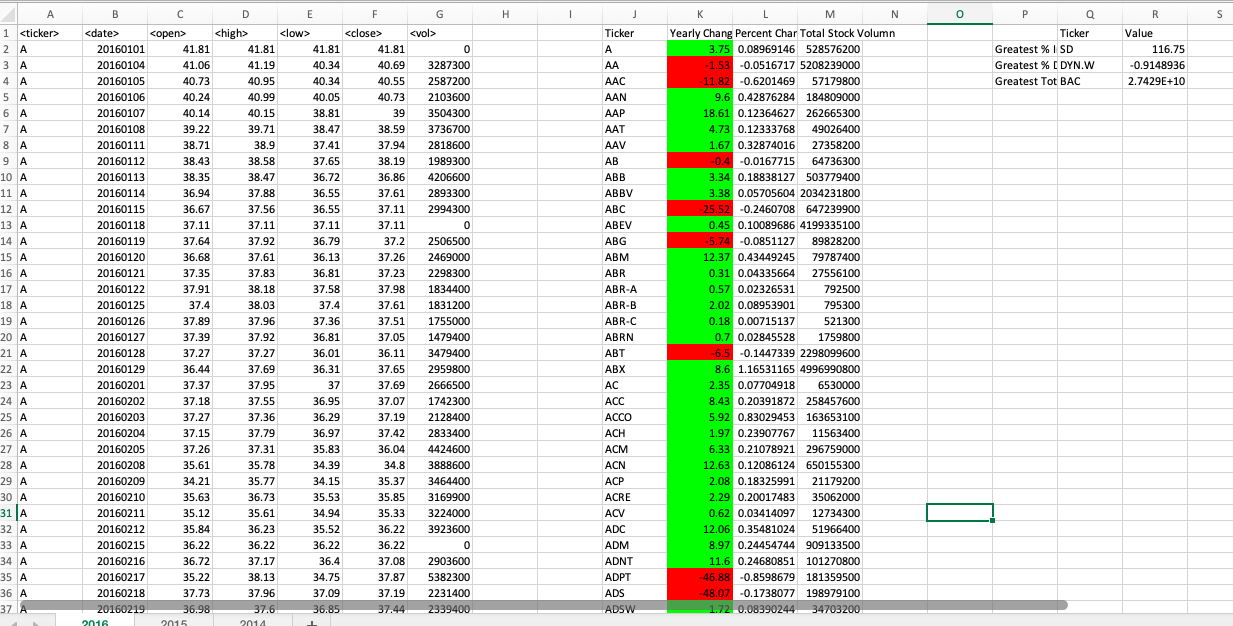 A B C D E F G H I J K L M N O P Q R S
1 <ticker> <date> <open> <high> <low> <close> <vol> Ticker Yearly Chang Percent Char Total Stock Volumn Ticker Value
2 A 20160101 41.81 41.81 41.81 41.81 0 A 3.75 0.08969146 528576200 Greatest % I SD 116.75
3 A 20160104 41.06 41.19 40.34 40.69 3287300 AA -1.53 -0.0516717 5208239000 Greatest % D DYN.W -0.9148936
4 A 20160105 40.73 40.95 40.34 40.55 2587200 AAC -11.82 -0.6201469 57179800 Greatest Tot BAC 2.7429E+10
5 A 20160106 40.24 40.99 40.05 40.73 2103600 AAN 9.6 0.42876284 184809000
6 A 20160107 40.14 40.15 38.81 39 3504300 AAP 18.61 0.12364627 262665300
7 A 20160108 39.22 39.71 38.47 38.59 3736700 AAT 4.73 0.12333768 49026400
8 A 20160111 38.71 38.9 37.41 37.94 2818600 AAV 1.67 0.32874016 27358200
9 A 20160112 38.43 38.58 37.65 38.19 1989300 AB -0.4 -0.0167715 64736300
10 A 20160113 38.35 38.47 36.72 36.86 4206600 ABB 3.34 0.18838127 503779400
11 A 20160114 36.94 37.88 36.55 37.61 2893300 ABBV 3.38 0.05705604 2034231800
12 A 20160115 36.67 37.56 36.55 37.11 2994300 ABC -25.52 -0.2460708 647239900
13 A 20160118 37.11 37.11 37.11 37.11 0 ABEV 0.45 0.10089686 4199335100
14 A 20160119 37.64 37.92 36.79 37.2 2506500 ABG -5.74 -0.0851127 89828200
15 A 20160120 36.68 37.61 36.13 37.26 2469000 ABM 12.37 0.43449245 79787400
16 A 20160121 37.35 37.83 36.81 37.23 2298300 ABR 0.31 0.04335664 27556100
17 A 20160122 37.91 38.18 37.58 37.98 1834400 ABR-A 0.57 0.02326531 792500
18 A 20160125 37.4 38.03 37.4 37.61 1831200 ABR-B 2.02 0.08953901 795300
19 A 20160126 37.89 37.96 37.36 37.51 1755000 ABR-C 0.18 0.00715137 521300
20 A 20160127 37.39 37.92 36.81 37.05 1479400 ABRN 0.7 0.02845528 1759800
21 A 20160128 37.27 37.27 36.01 36.11 3479400 ABT -6.5 -0.1447339 2298099600
22 A 20160129 36.44 37.69 36.31 37.65 2959800 ABX 8.6 1.16531165 4996990800
23 A 20160201 37.37 37.95 37 37.69 2666500 AC 2.35 0.07704918 6530000
24 A 20160202 37.18 37.55 36.95 37.07 1742300 ACC 8.43 0.20391872 258457600
25 A 20160203 37.27 37.36 36.29 37.19 2128400 ACCO 5.92 0.83029453 163653100
26 A 20160204 37.15 37.79 36.97 37.42 2833400 ACH 1.97 0.23907767 11563400
27 A 20160205 37.26 37.31 35.83 36.04 4424600 ACM 6.33 0.21078921 296759000
28 A 20160208 35.61 35.78 34.39 34.8 3888600 ACN 12.63 0.12086124 650155300
29 A 20160209 34.21 35.77 34.15 35.37 3464400 ACP 2.08 0.18325991 21179200
30 A 20160210 35.63 36.73 35.53 35.85 3169900 ACRE 2.29 0.20017483 35062000
31 A 20160211 35.12 35.61 34.94 35.33 3224000 ACV 0.62 0.03414097 12734300
32 A 20160212 35.84 36.23 35.52 36.22 3923600 ADC 12.06 0.35481024 51966400
33 A 20160215 36.22 36.22 36.22 36.22 0 ADM 8.97 0.24454744 909133500
34 A 20160216 36.72 37.17 36.4 37.08 2903600 ADNT 11.6 0.24680851 101270800
35 A 20160217 35.22 38.13 34.75 37.87 5382300 ADPT -46.88 -0.8598679 181359500
36 A 20160218 37.73 37.96 37.09 37.19 2231400 ADS -48.07 -0.1738077 198979100
37 A 20160219 36.98 37.6 36.85 37.44 2339400 ADSW 1.72 0.08390244 34703200
2016 2015 2014 +